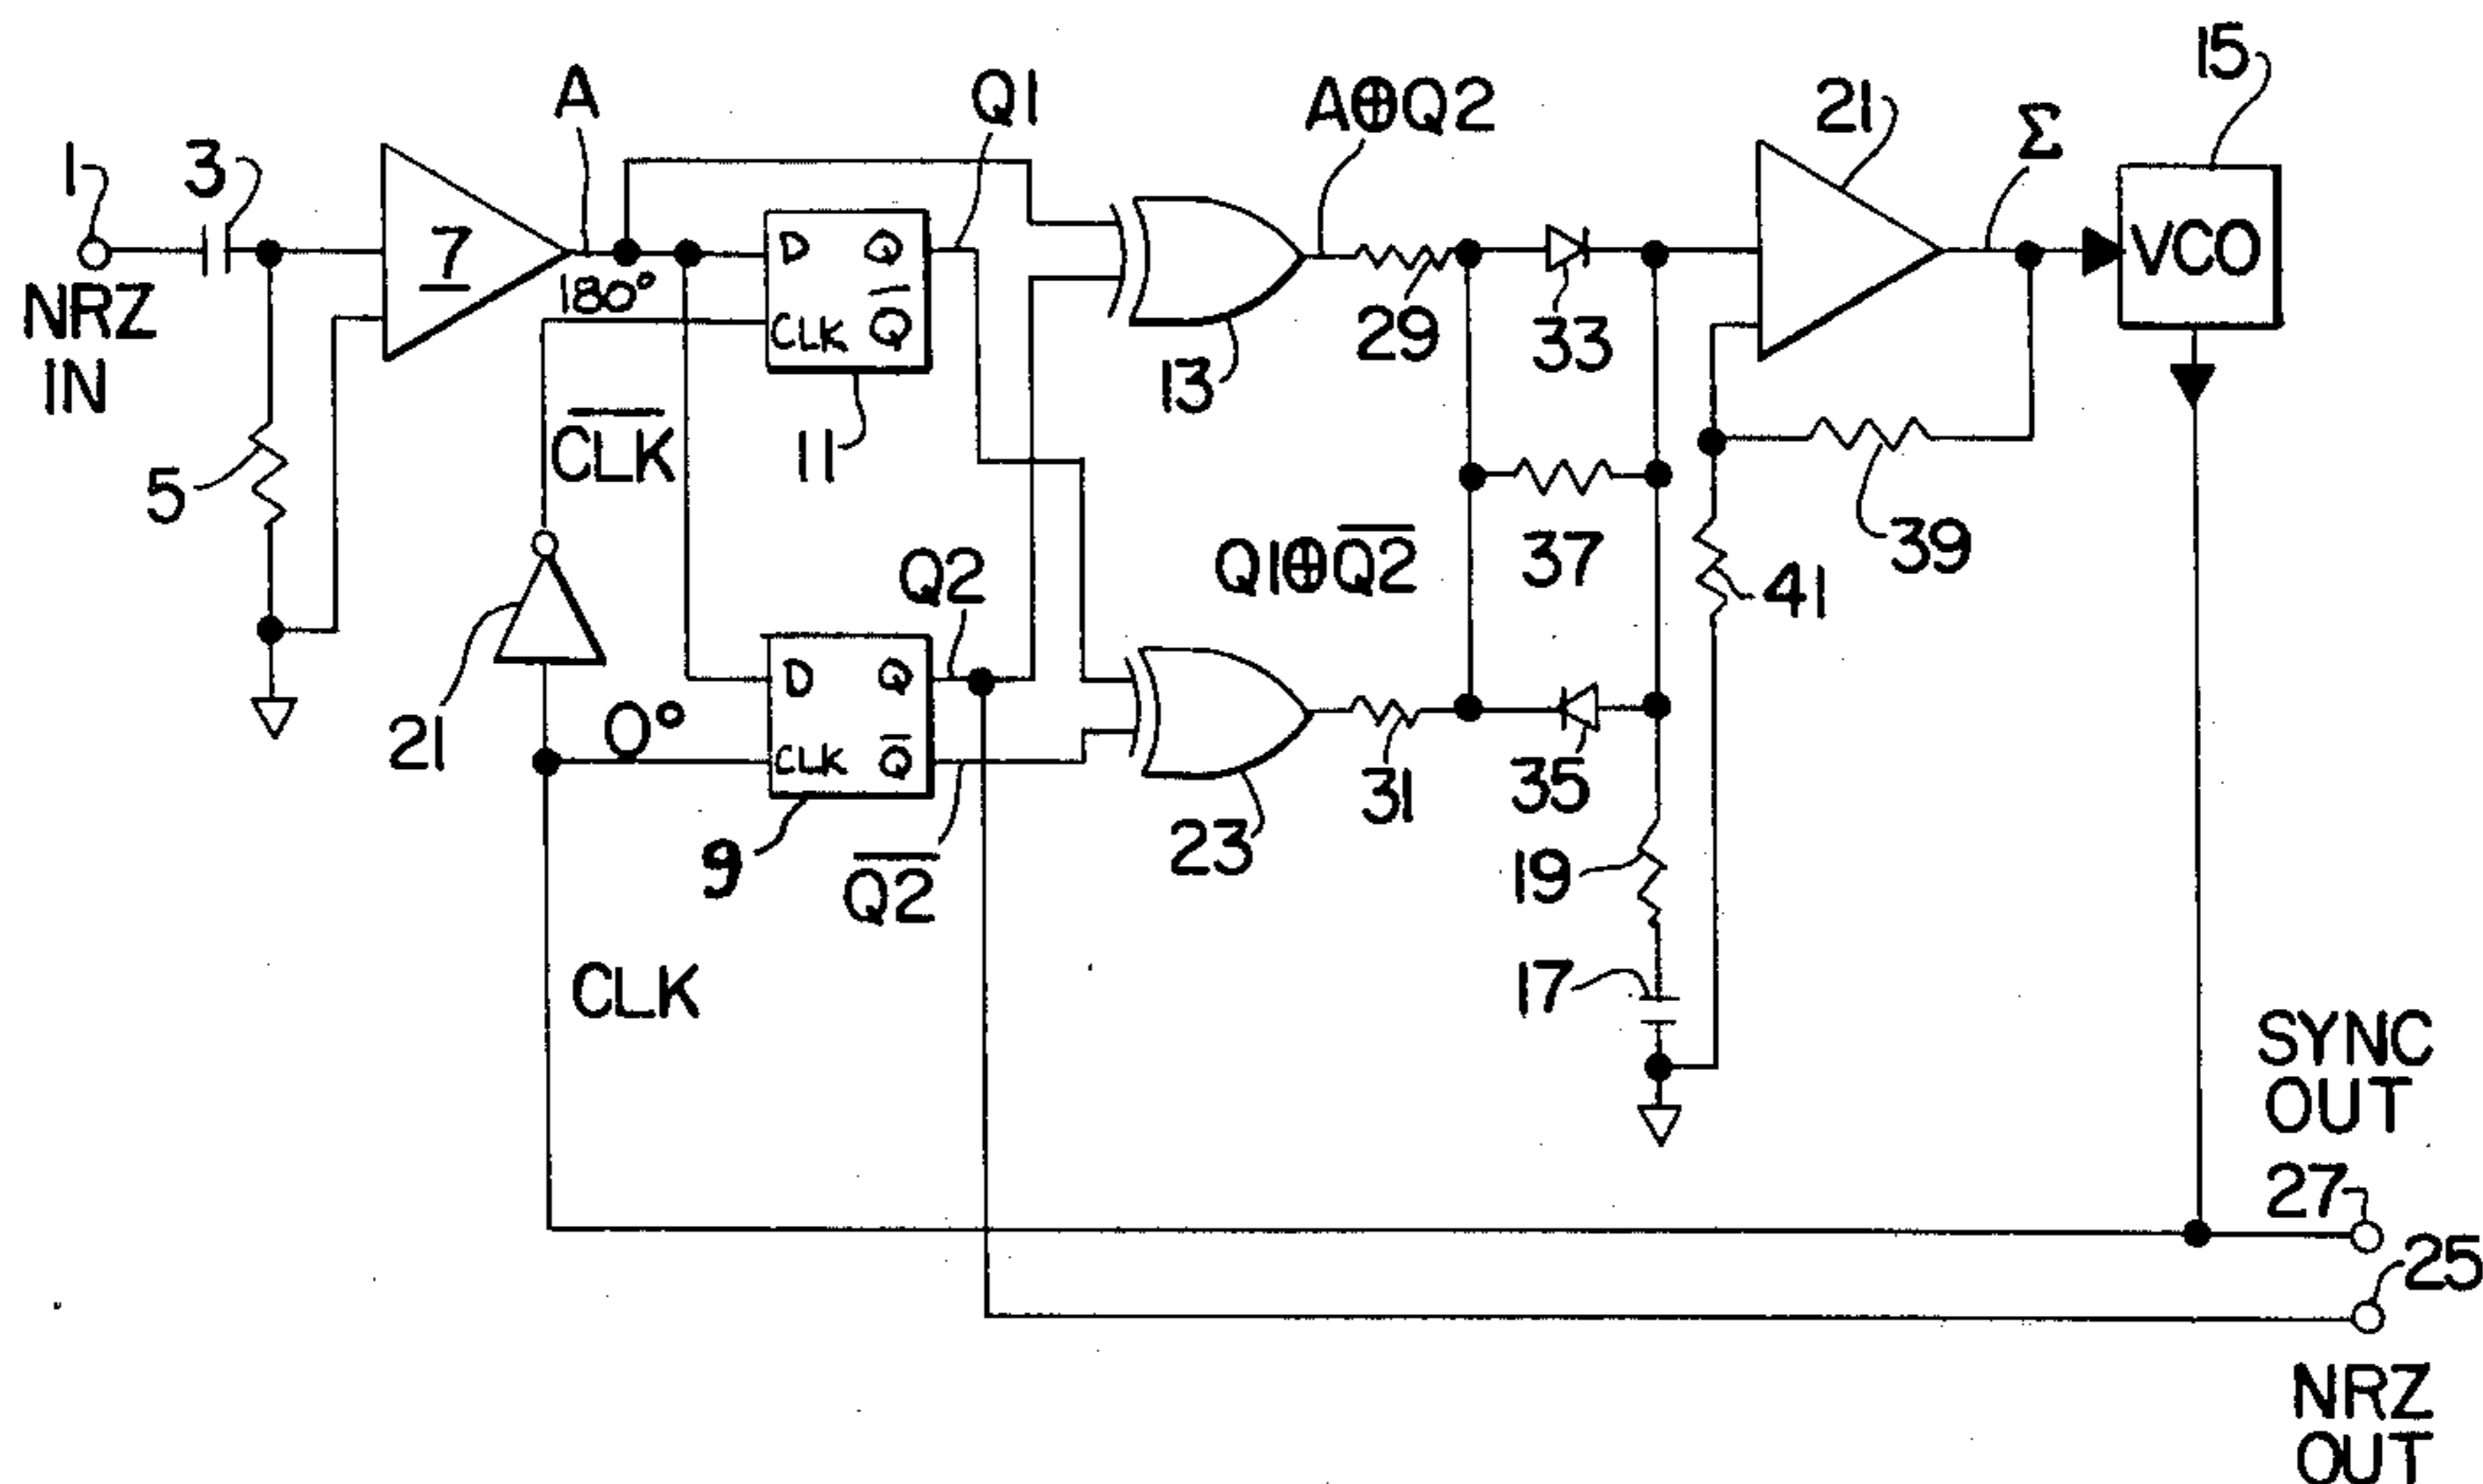 1
3
7
A
180°
Q1
A⊕Q2
21
Σ
15
NRZ
IN
D Q
CLK Q̅
VCO
29
33
13
C̅L̅K̅
11
5
39
37
41
Q1⊕Q̅2̅
Q2
21
0°
D Q
CLK Q̅
9
Q̅2̅
23
31
35
19
17
CLK
SYNC
OUT
27
25
NRZ
OUT